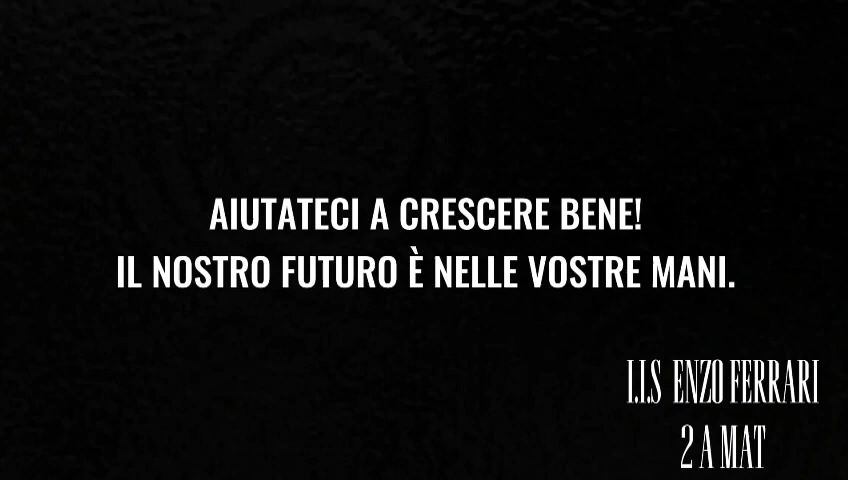 AIUTATECI A CRESCERE BENE!
IL NOSTRO FUTURO È NELLE VOSTRE MANI.
I.I.S ENZO FERRARI
2 A MAT